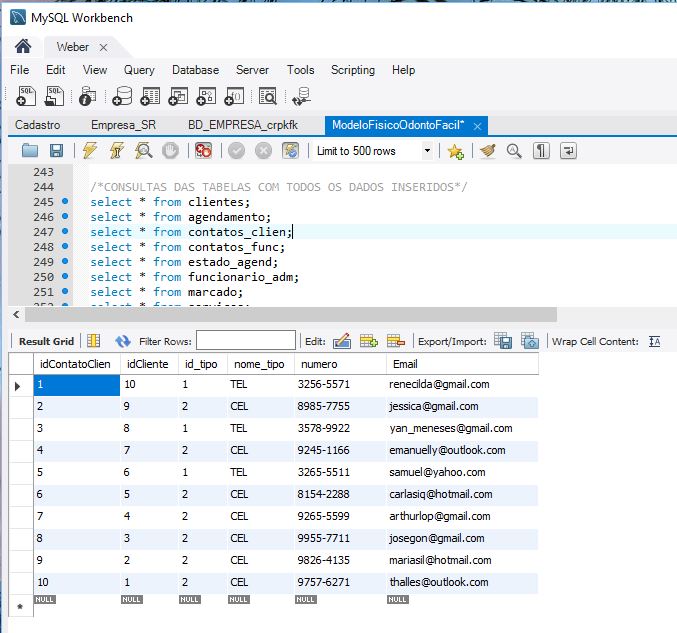 MySQL Workbench
Weber
File Edit View Query Database Server Tools Scripting Help
Cadastro Empresa_SR BD_EMPRESA_crpkfk ModeloFisicoOdontoFacil*
Limit to 500 rows
243
244 /*CONSULTAS DAS TABELAS COM TODOS OS DADOS INSERIDOS*/
245 select * from clientes;
246 select * from agendamento;
247 select * from contatos_clien;
248 select * from contatos_func;
249 select * from estado_agend;
250 select * from funcionario_adm;
251 select * from marcado;
Result Grid Filter Rows: Edit: Export/Import: Wrap Cell Content:
idContatoClien idCliente id_tipo nome_tipo numero Email
1 10 1 TEL 3256-5571 renecilda@gmail.com
2 9 2 CEL 8985-7755 jessica@gmail.com
3 8 1 TEL 3578-9922 yan_meneses@gmail.com
4 7 2 CEL 9245-1166 emanuelly@outlook.com
5 6 1 TEL 3265-5511 samuel@yahoo.com
6 5 2 CEL 8154-2288 carlasiq@hotmail.com
7 4 2 CEL 9265-5599 arthurlop@gmail.com
8 3 2 CEL 9955-7711 josegon@gmail.com
9 2 2 CEL 9826-4135 mariasil@hotmail.com
10 1 2 CEL 9757-6271 thalles@outlook.com
NULL NULL NULL NULL NULL NULL